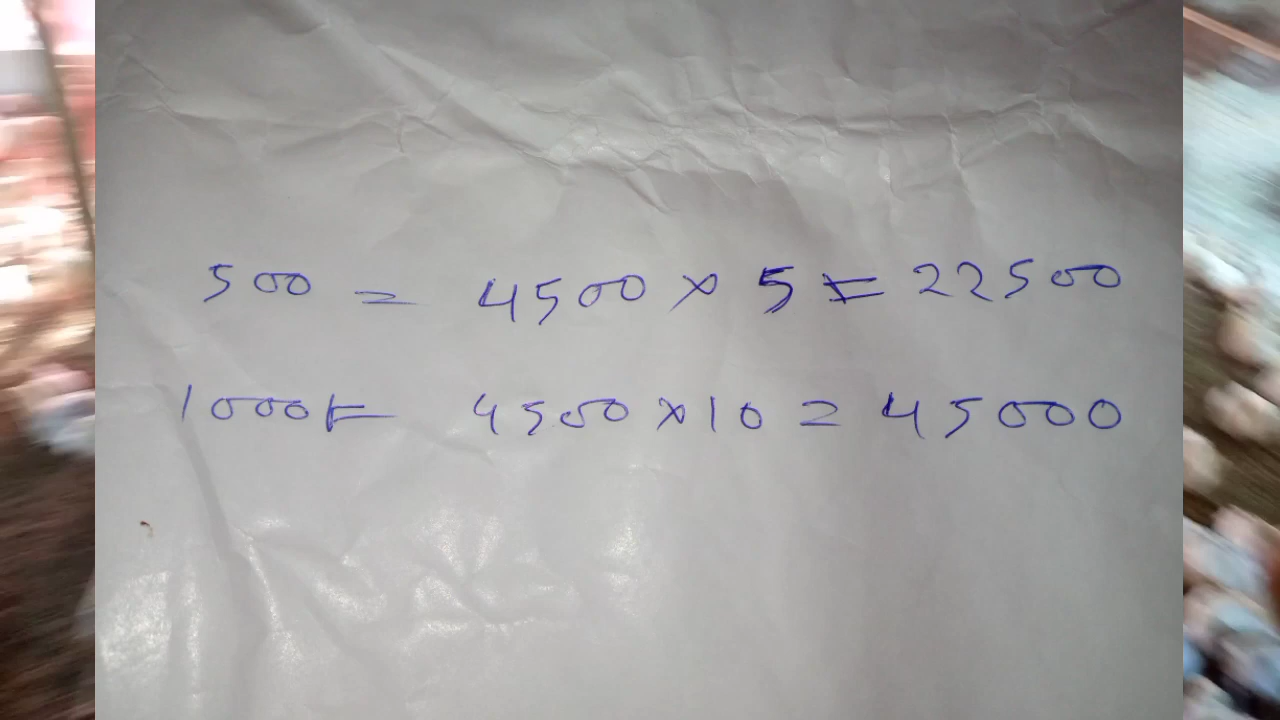 500 = 4500 × 5 = 22500
1000 = 4500 × 10 = 45000